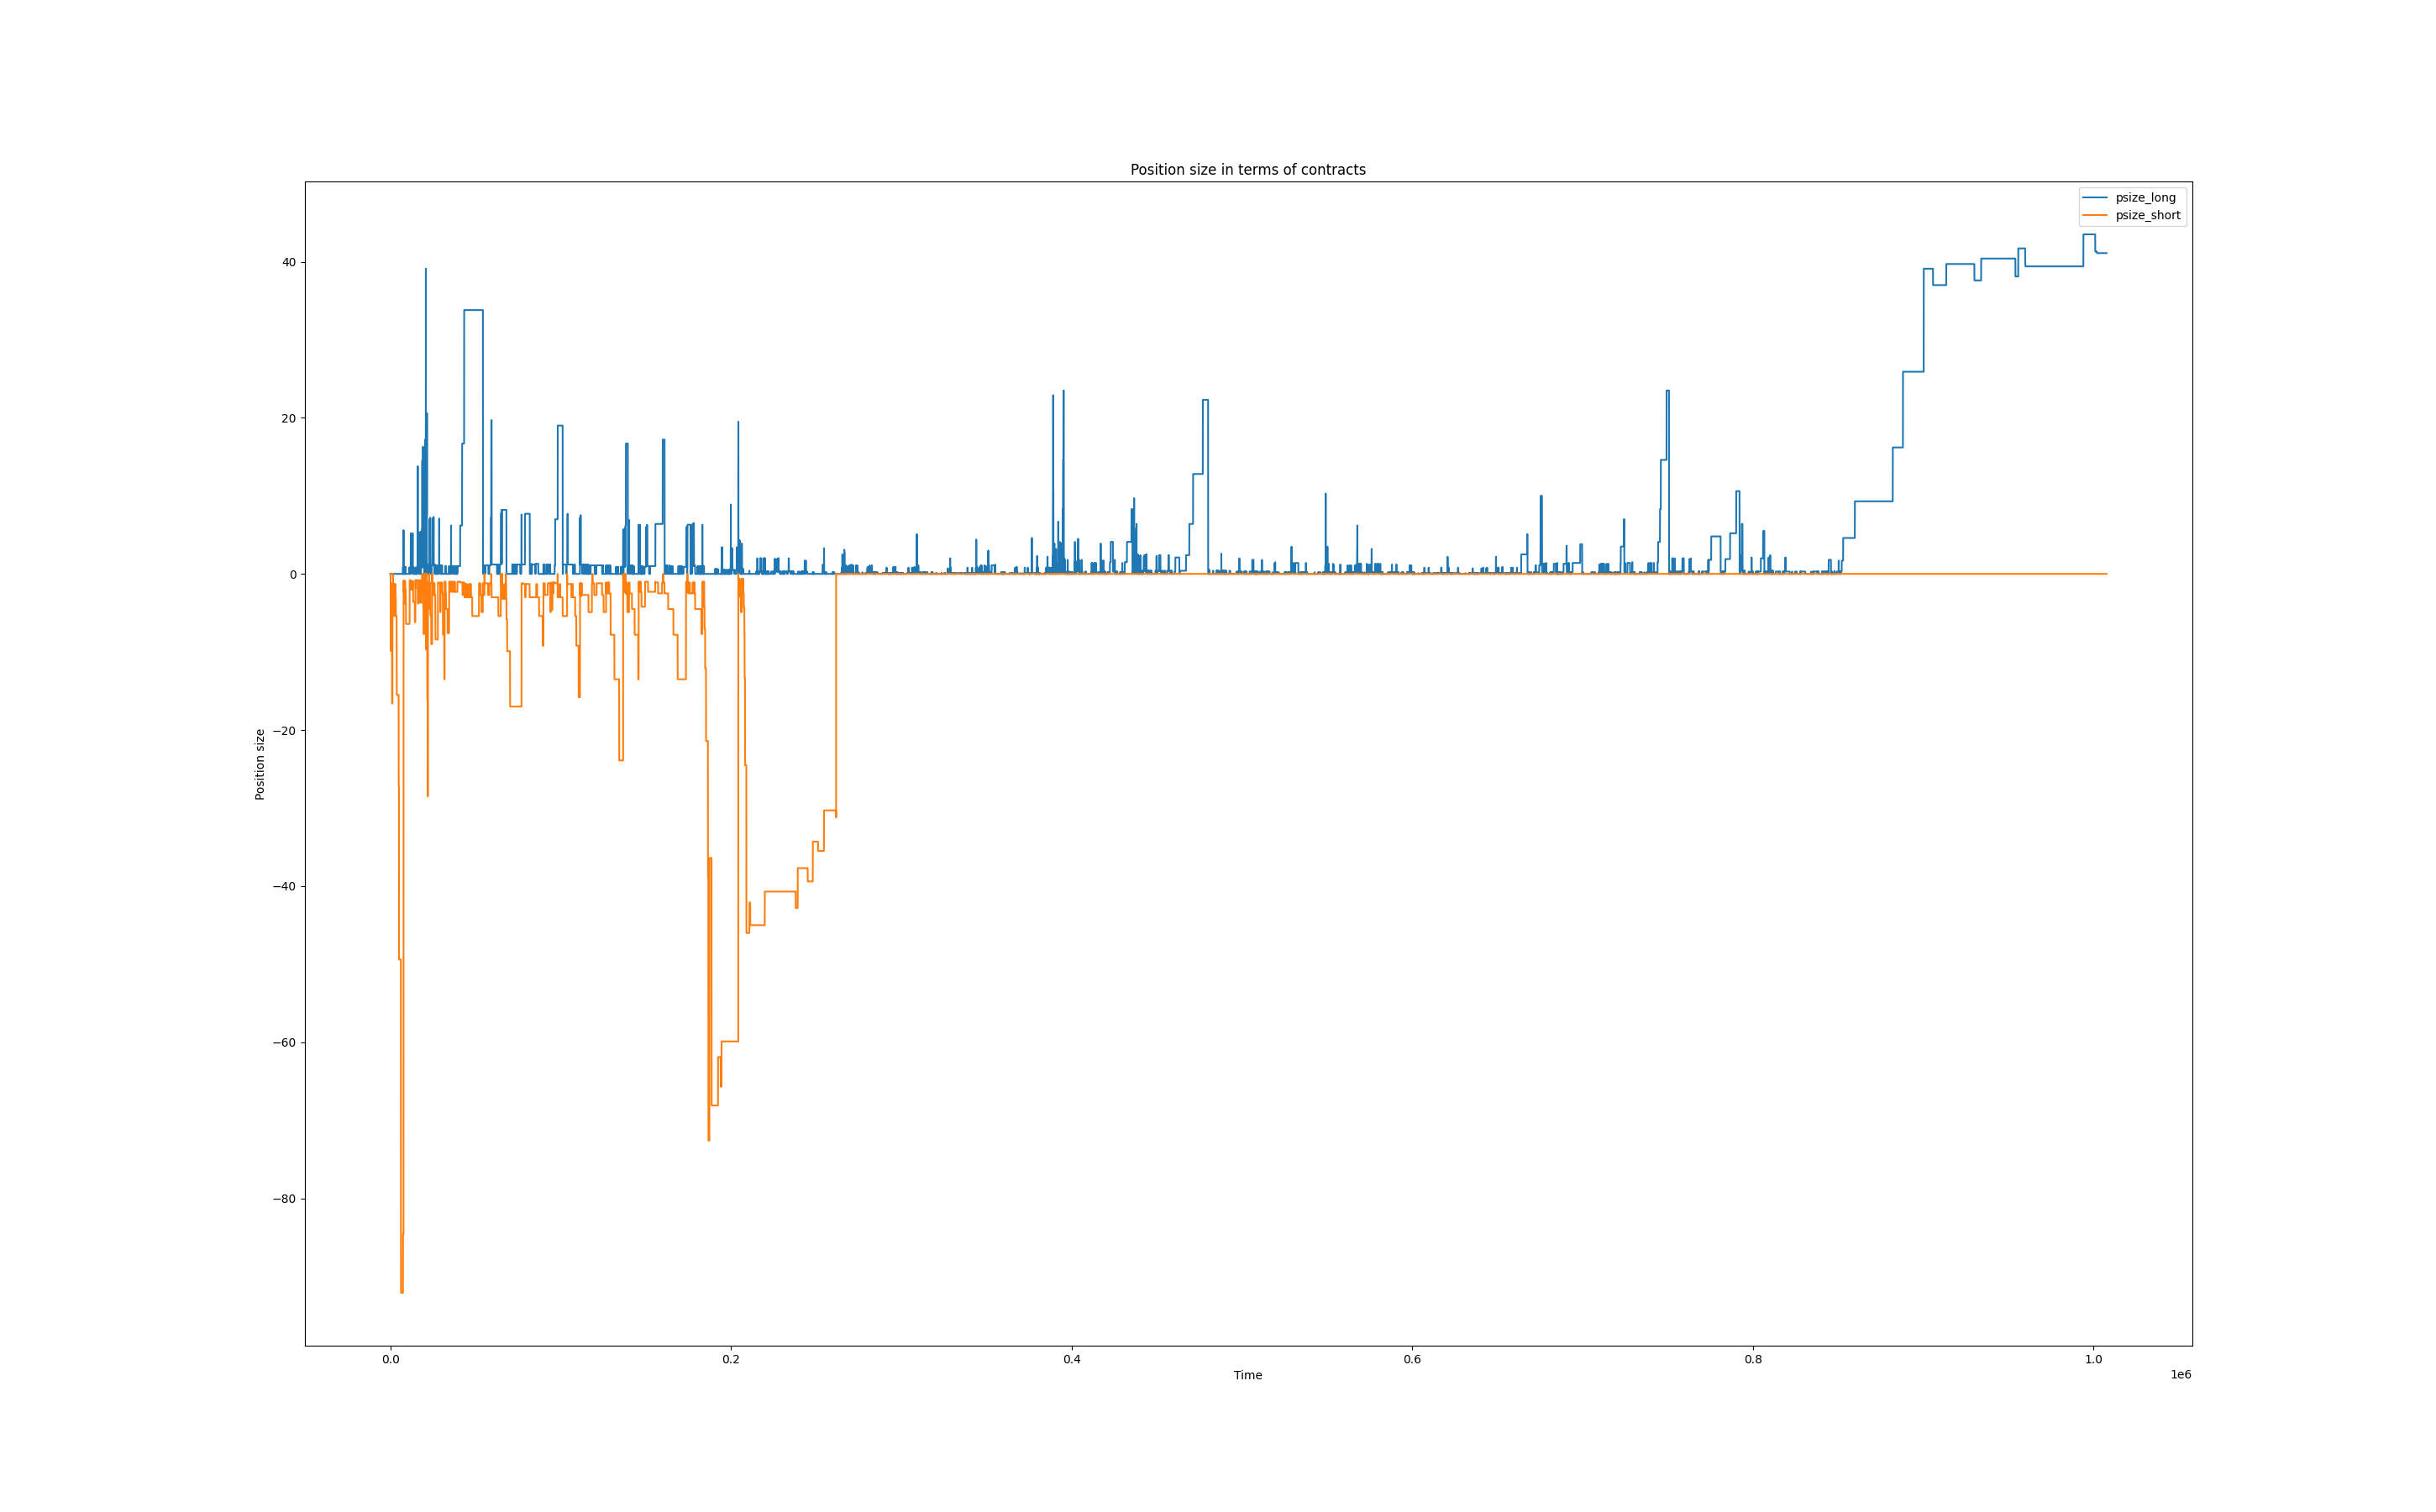 Position size in terms of contracts
psize_long
psize_short
Position size
40
20
0
−20
−40
−60
−80
0.0
0.2
0.4
0.6
0.8
1.0
1e6
Time